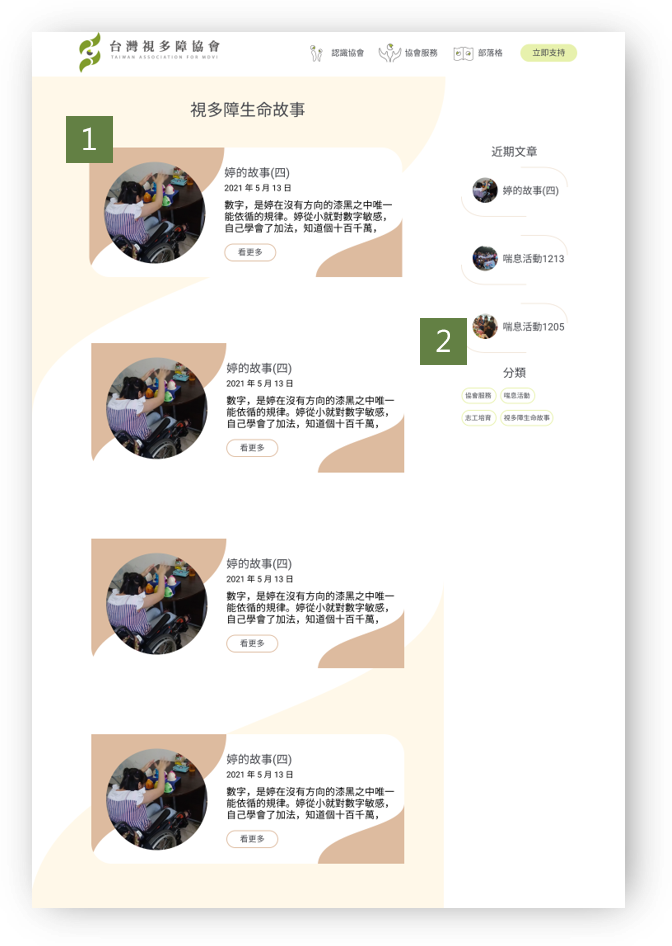 台灣視多障協會
TAIWAN ASSOCIATION FOR MDVI
認識協會
協會服務
部落格
立即支持
視多障生命故事
1
婷的故事(四)
2021 年 5 月 13 日
數字，是婷在沒有方向的漆黑之中唯一
能依循的規律。婷從小就對數字敏感，
自己學會了加法，知道個十百千萬，
看更多
婷的故事(四)
2021 年 5 月 13 日
數字，是婷在沒有方向的漆黑之中唯一
能依循的規律。婷從小就對數字敏感，
自己學會了加法，知道個十百千萬，
看更多
婷的故事(四)
2021 年 5 月 13 日
數字，是婷在沒有方向的漆黑之中唯一
能依循的規律。婷從小就對數字敏感，
自己學會了加法，知道個十百千萬，
看更多
婷的故事(四)
2021 年 5 月 13 日
數字，是婷在沒有方向的漆黑之中唯一
能依循的規律。婷從小就對數字敏感，
自己學會了加法，知道個十百千萬，
看更多
近期文章
婷的故事(四)
喘息活動1213
喘息活動1205
2
分類
協會服務
喘息活動
志工培育
視多障生命故事